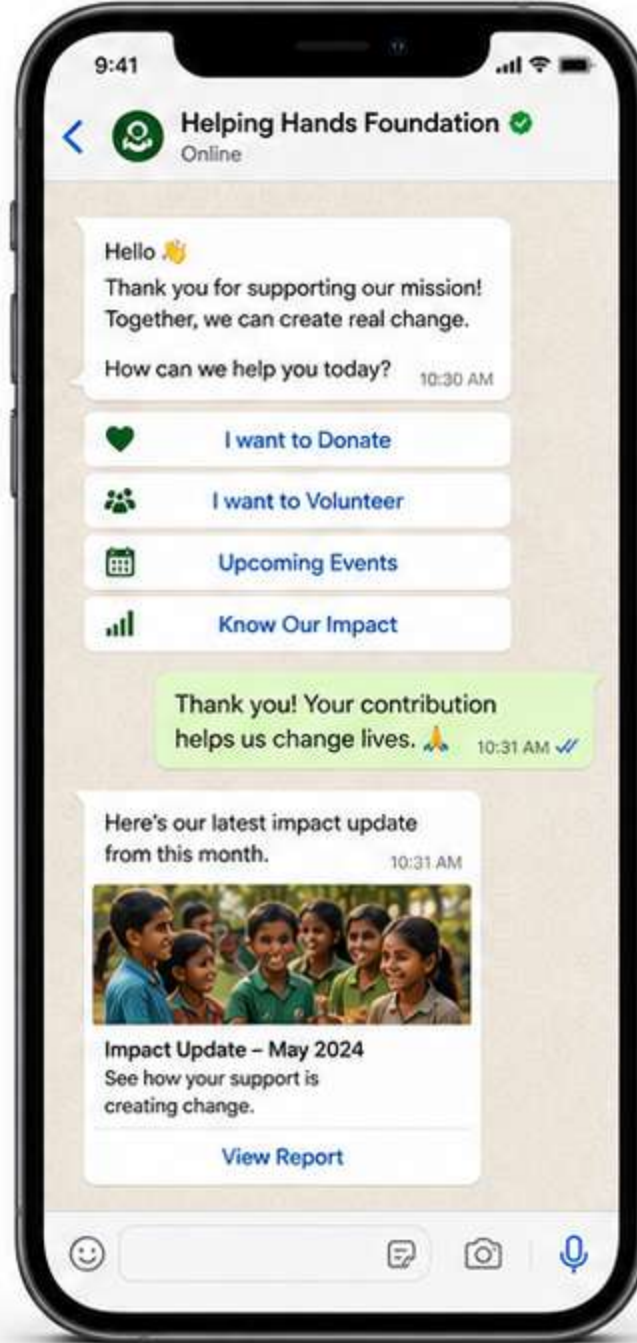 9:41
Helping Hands Foundation
Online
Hello 👋
Thank you for supporting our mission!
Together, we can create real change.
How can we help you today? 10:30 AM
I want to Donate
I want to Volunteer
Upcoming Events
Know Our Impact
Thank you! Your contribution
helps us change lives. 🙏 10:31 AM
Here's our latest impact update
from this month. 10:31 AM
Impact Update – May 2024
See how your support is
creating change.
View Report